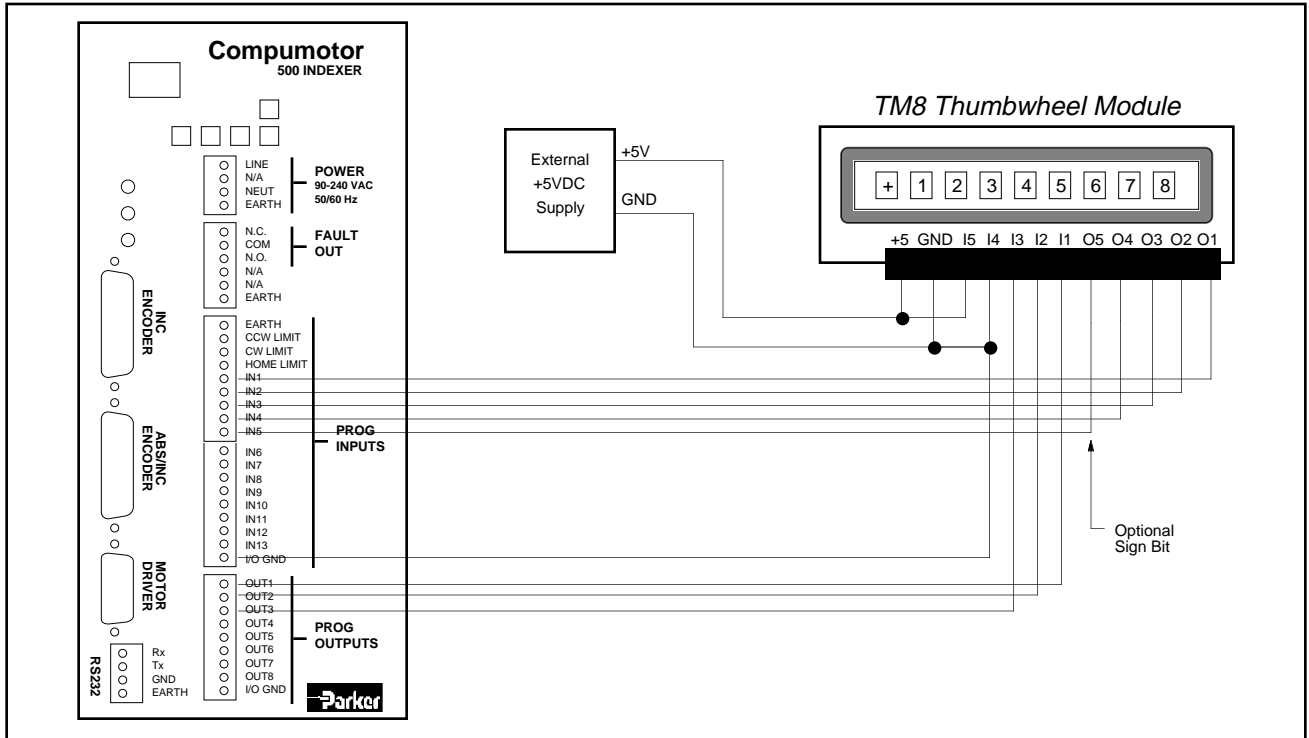 Compumotor
500 INDEXER
LINE
N/A
NEUT
EARTH
POWER
90-240 VAC
50/60 Hz
N.C.
COM
N.O.
N/A
N/A
EARTH
FAULT
OUT
INC
ENCODER
EARTH
CCW LIMIT
CW LIMIT
HOME LIMIT
IN1
IN2
IN3
IN4
IN5
PROG
INPUTS
ABS/INC
ENCODER
IN6
IN7
IN8
IN9
IN10
IN11
IN12
IN13
I/O GND
MOTOR
DRIVER
OUT1
OUT2
OUT3
OUT4
OUT5
OUT6
OUT7
OUT8
I/O GND
PROG
OUTPUTS
RS232
Rx
Tx
GND
EARTH
Parker
External
+5VDC
Supply
+5V
GND
TM8 Thumbwheel Module
+ 1 2 3 4 5 6 7 8
+5 GND I5 I4 I3 I2 I1 O5 O4 O3 O2 O1
Optional
Sign Bit